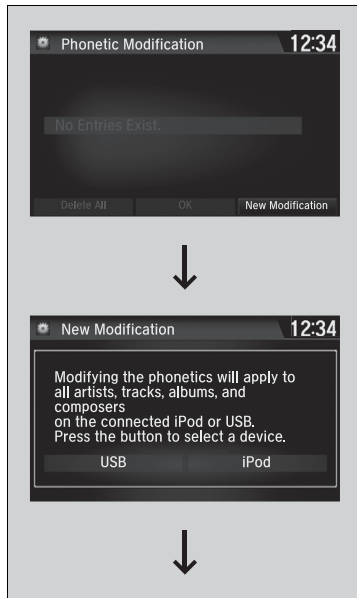 Phonetic Modification 12:34
No Entries Exist.
Delete All OK New Modification
New Modification 12:34
Modifying the phonetics will apply to
all artists, tracks, albums, and
composers
on the connected iPod or USB.
Press the button to select a device.
USB iPod